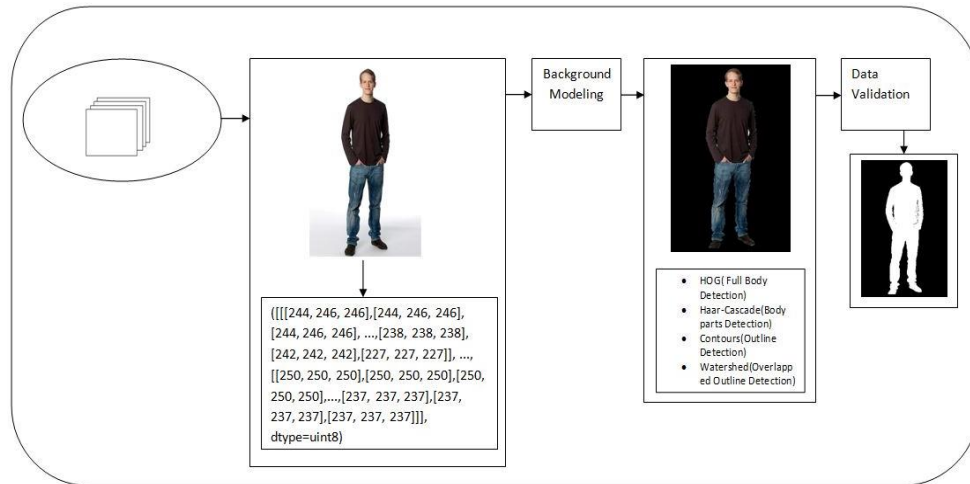 Background
Modeling
Data
Validation
([[[244, 246, 246],[244, 246, 246],
[244, 246, 246], ...,[238, 238, 238],
[242, 242, 242],[227, 227, 227]], ...,
[[250, 250, 250],[250, 250, 250],[250,
250, 250],...,[237, 237, 237],[237,
237, 237],[237, 237, 237]]],
dtype=uint8)
• HOG( Full Body
Detection)
• Haar-Cascade(Body
parts Detection)
• Contours(Outline
Detection)
• Watershed(Overlapp
ed Outline Detection)